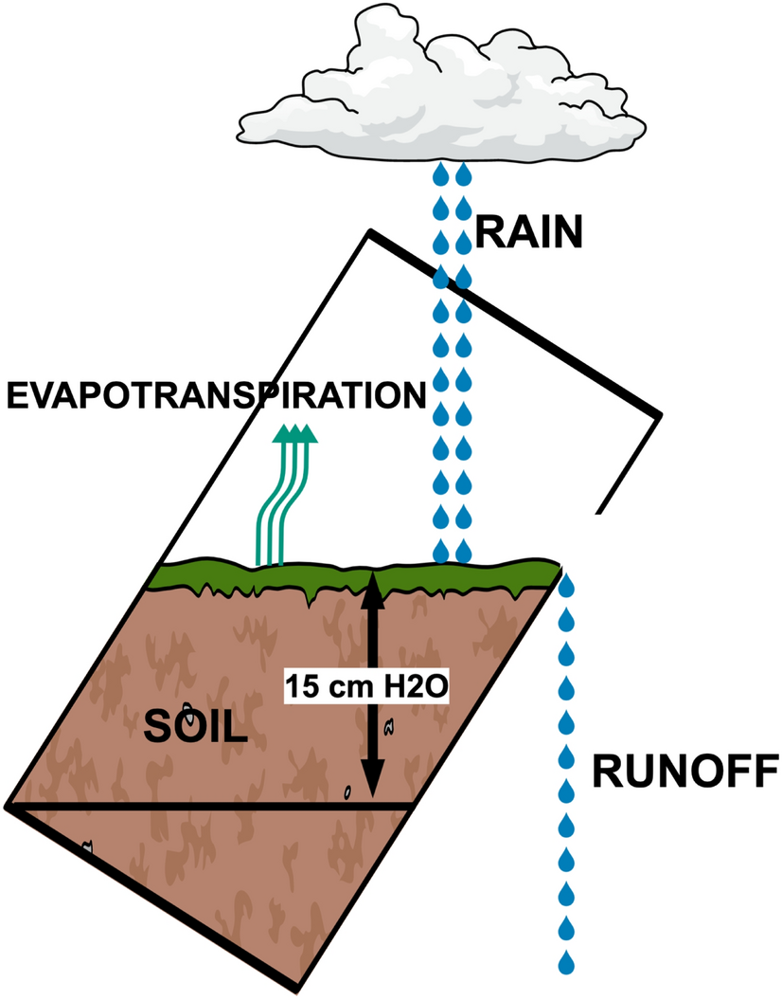 RAIN
EVAPOTRANSPIRATION
15 cm H2O
SOIL
RUNOFF